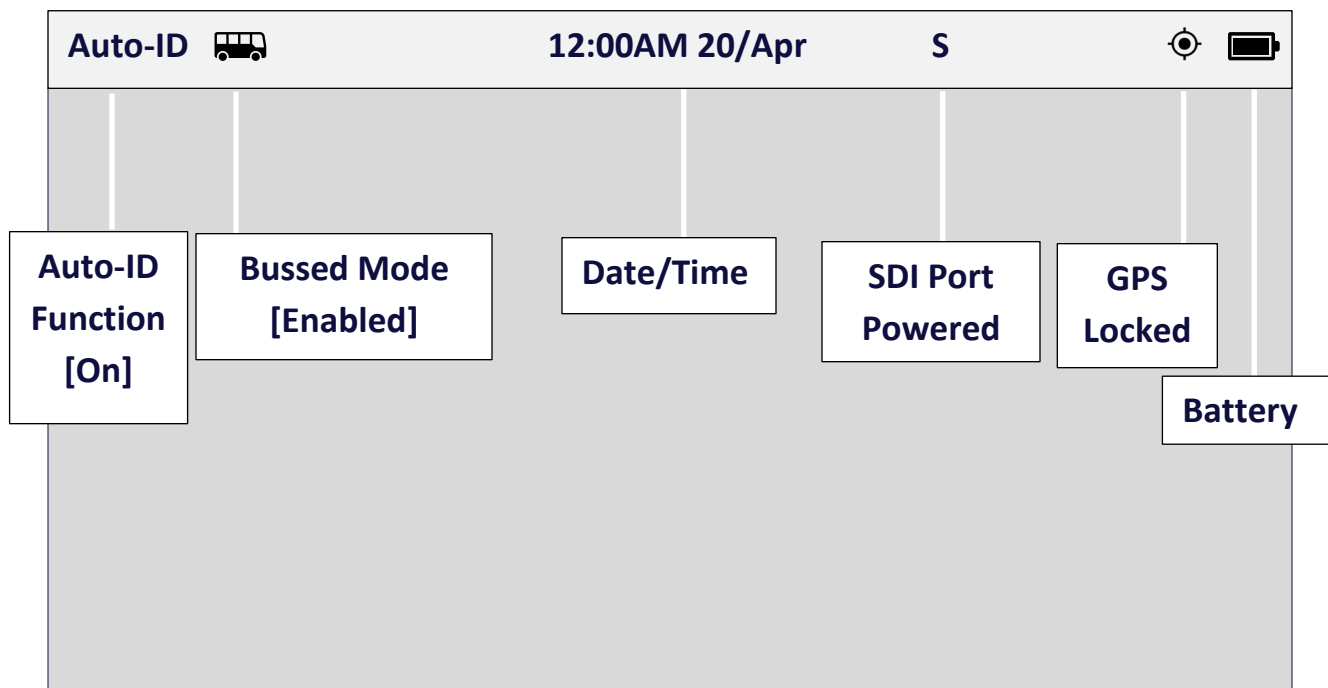 Auto-ID 12:00AM 20/Apr S
Auto-ID
Function
[On]
Bussed Mode
[Enabled]
Date/Time
SDI Port
Powered
GPS
Locked
Battery